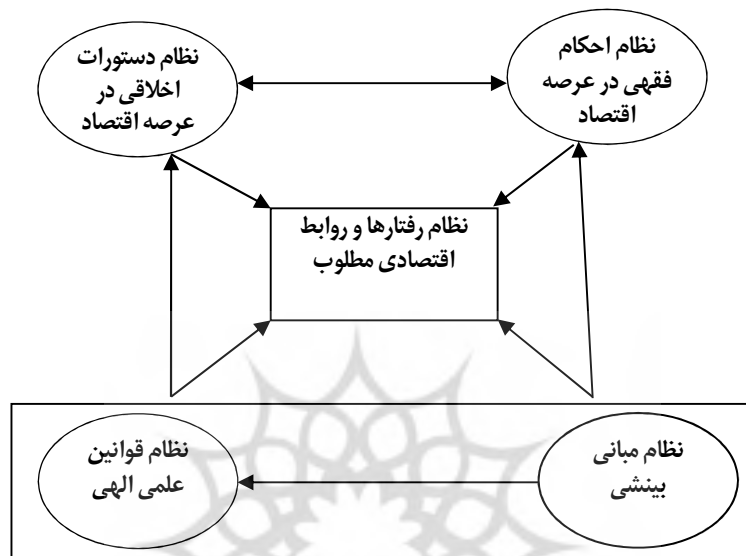 نظام احکام
فقهی در عرصه
اقتصاد
نظام دستورات
اخلاقی در
عرصه اقتصاد
نظام رفتارها و روابط
اقتصادی مطلوب
نظام مبانی
بینشی
نظام قوانین
علمی الهی